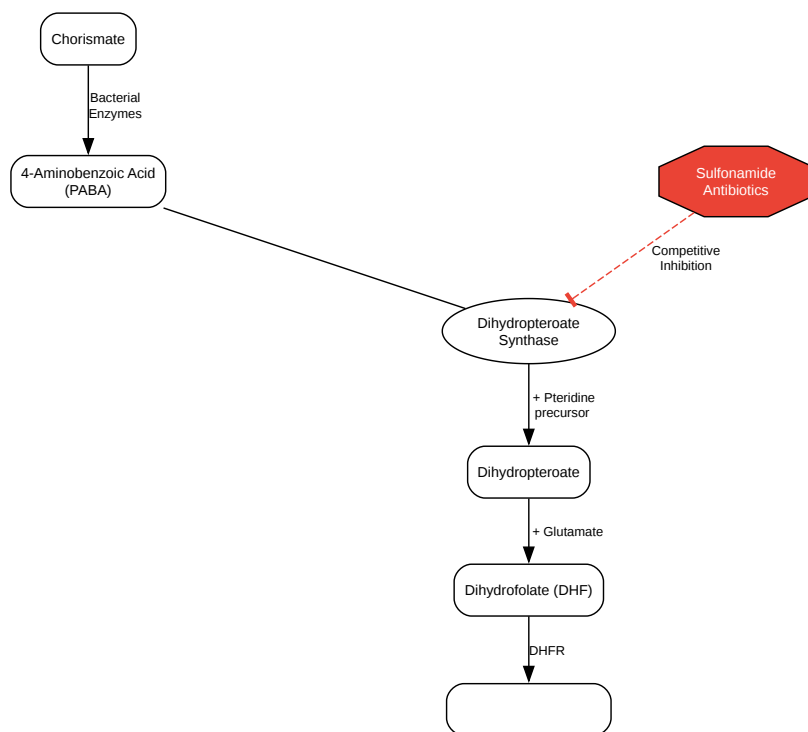 Chorismate
Bacterial
Enzymes
4-Aminobenzoic Acid
(PABA)
Sulfonamide
Antibiotics
Competitive
Inhibition
Dihydropteroate
Synthase
+ Pteridine
precursor
Dihydropteroate
+ Glutamate
Dihydrofolate (DHF)
DHFR